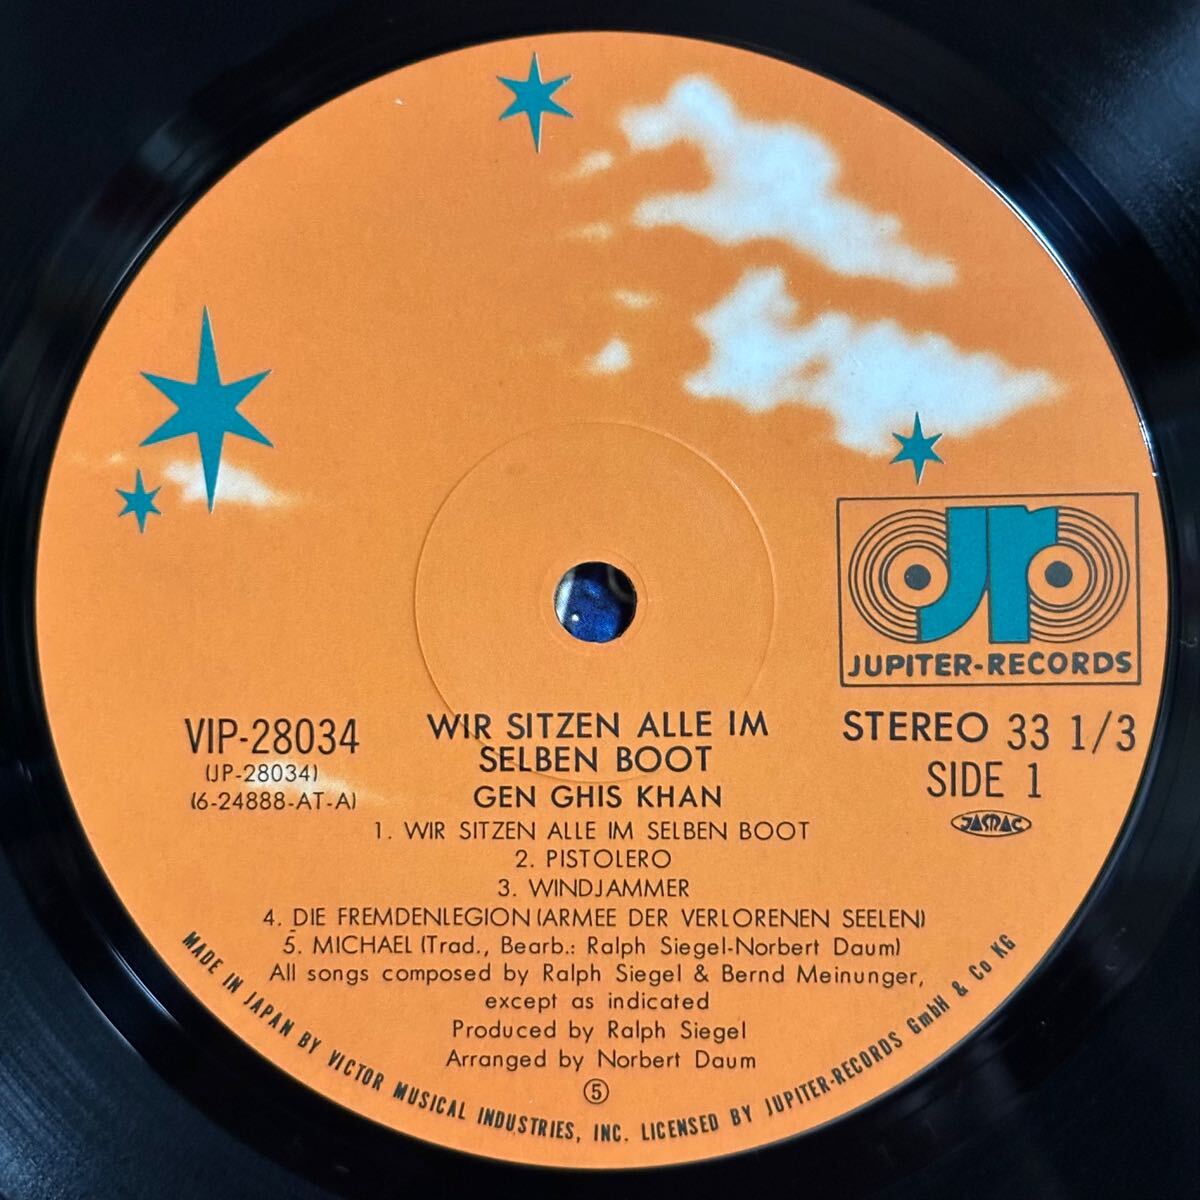 JR
JUPITER-RECORDS
VIP-28034
(JP-28034)
(6-24888-AT-A)
WIR SITZEN ALLE IM
SELBEN BOOT
GEN GHIS KHAN
STEREO 33 1/3
SIDE 1
JASRAC
1. WIR SITZEN ALLE IM SELBEN BOOT
2. PISTOLERO
3. WINDJAMMER
4. DIE FREMDENLEGION (ARMEE DER VERLORENEN SEELEN)
5. MICHAEL (Trad., Bearb.: Ralph Siegel-Norbert Daum)
All songs composed by Ralph Siegel & Bernd Meinunger,
except as indicated
Produced by Ralph Siegel
Arranged by Norbert Daum
⑤
MADE IN JAPAN BY VICTOR MUSICAL INDUSTRIES, INC. LICENSED BY JUPITER-RECORDS GmbH & Co KG